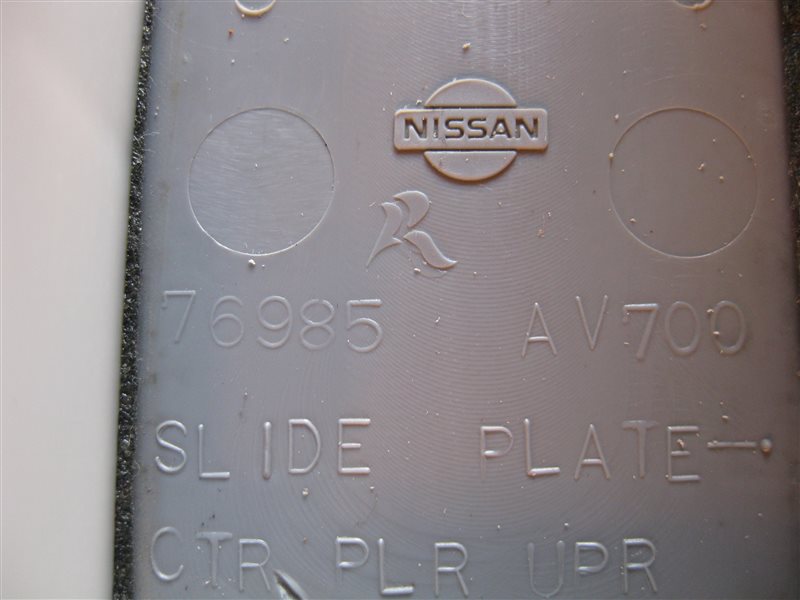 NISSAN
R
76985 AV700
SLIDE PLATE
CTR PLR UPR